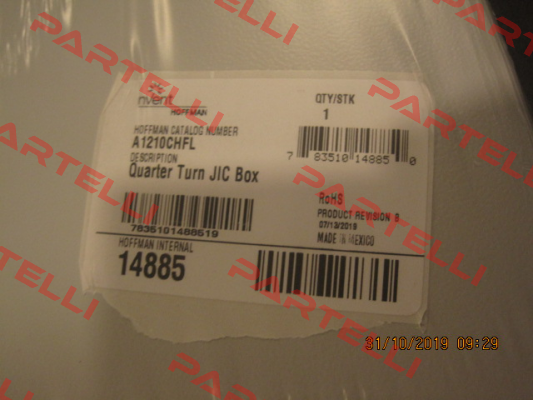 nvent
HOFFMAN
QTY/STK
1
HOFFMAN CATALOG NUMBER
A1210CHFL
DESCRIPTION
Quarter Turn JIC Box
7 83510 14885 0
RoHS
PRODUCT REVISION B
07/13/2019
MADE IN MEXICO
7835101488519
HOFFMAN INTERNAL
14885
31/10/2019 09:29
PARTELLI
PARTELLI
PARTELLI
PARTELLI
PARTELLI
PARTELLI